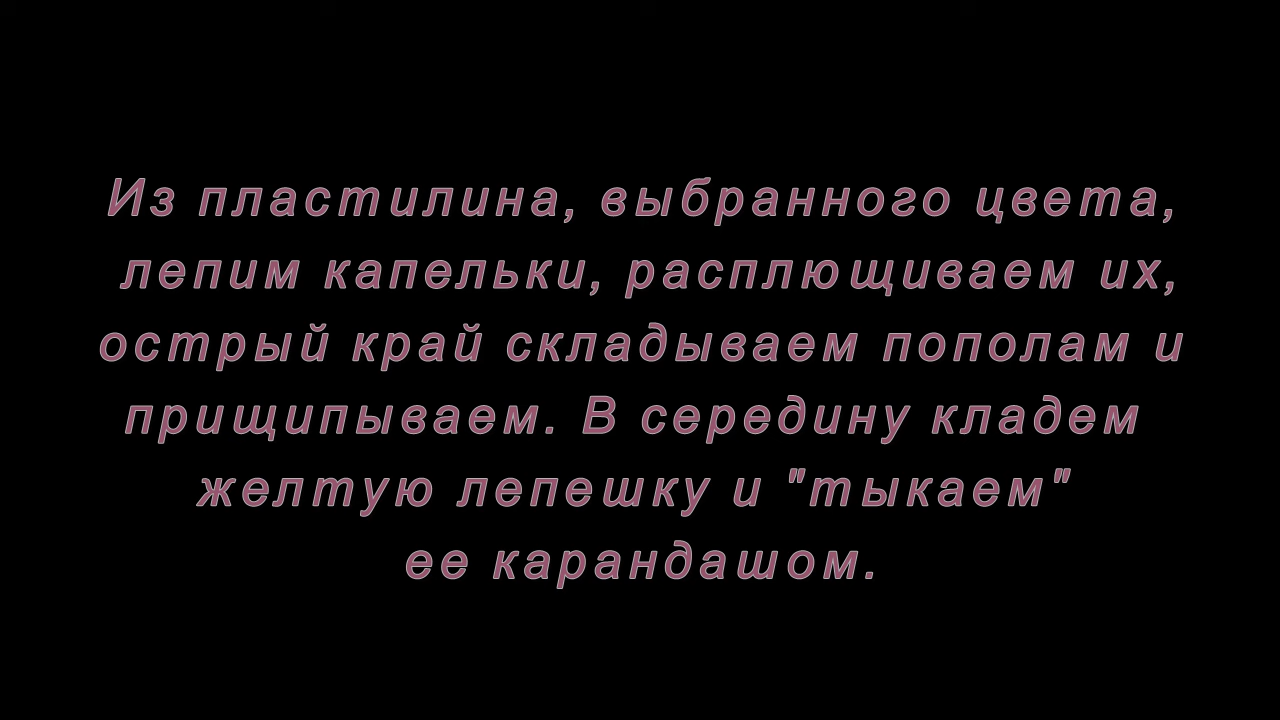 Из пластилина, выбранного цвета,
лепим капельки, расплющиваем их,
острый край складываем пополам и
прищипываем. В середину кладем
желтую лепешку и "тыкаем"
ее карандашом.